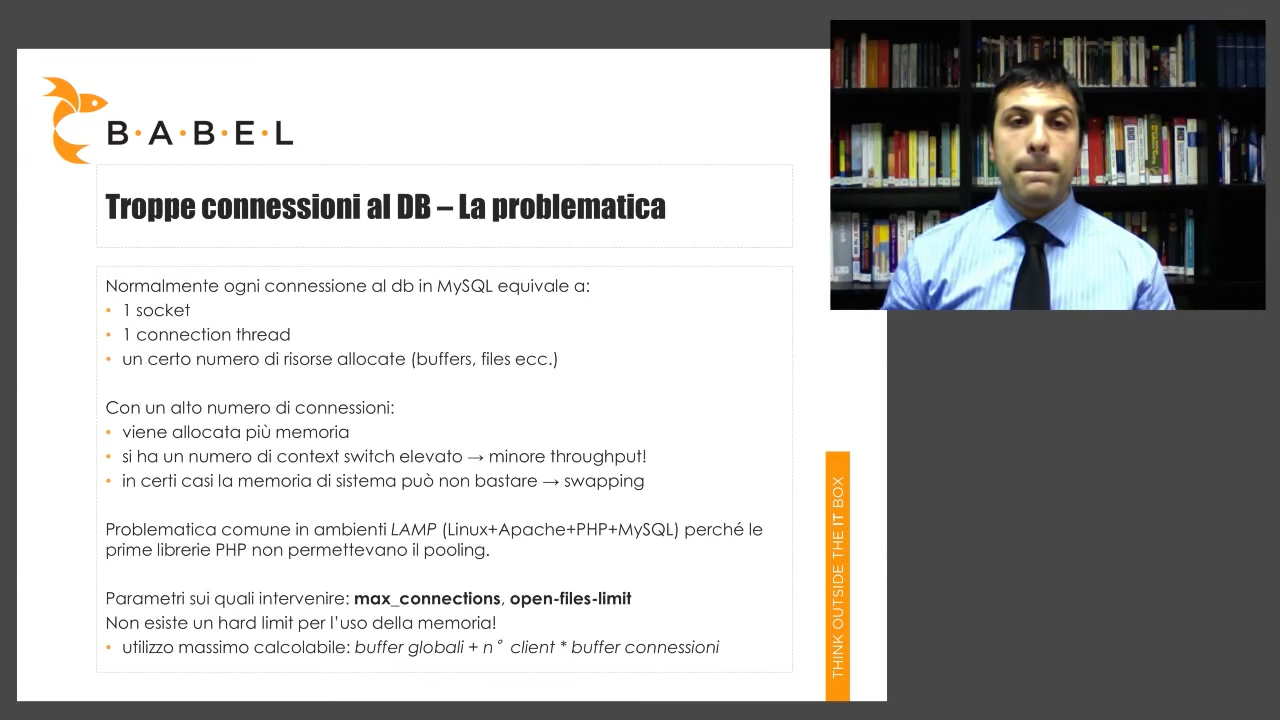 B·A·B·E·L
Troppe connessioni al DB – La problematica
Normalmente ogni connessione al db in MySQL equivale a:
• 1 socket
• 1 connection thread
• un certo numero di risorse allocate (buffers, files ecc.)
Con un alto numero di connessioni:
• viene allocata più memoria
• si ha un numero di context switch elevato → minore throughput!
• in certi casi la memoria di sistema può non bastare → swapping
Problematica comune in ambienti LAMP (Linux+Apache+PHP+MySQL) perché le
prime librerie PHP non permettevano il pooling.
Parametri sui quali intervenire: max_connections, open-files-limit
Non esiste un hard limit per l’uso della memoria!
• utilizzo massimo calcolabile: buffer globali + n° client * buffer connessioni
THINK OUTSIDE THE IT BOX